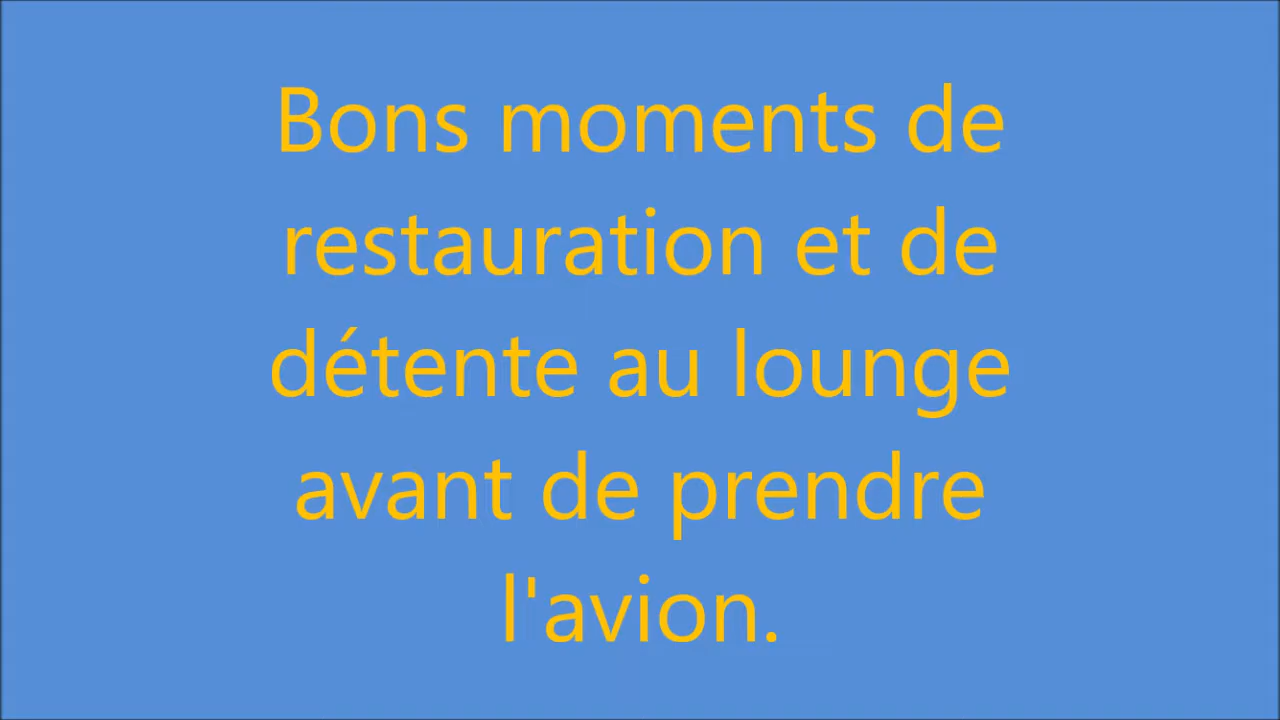 Bons moments de
restauration et de
détente au lounge
avant de prendre
l'avion.